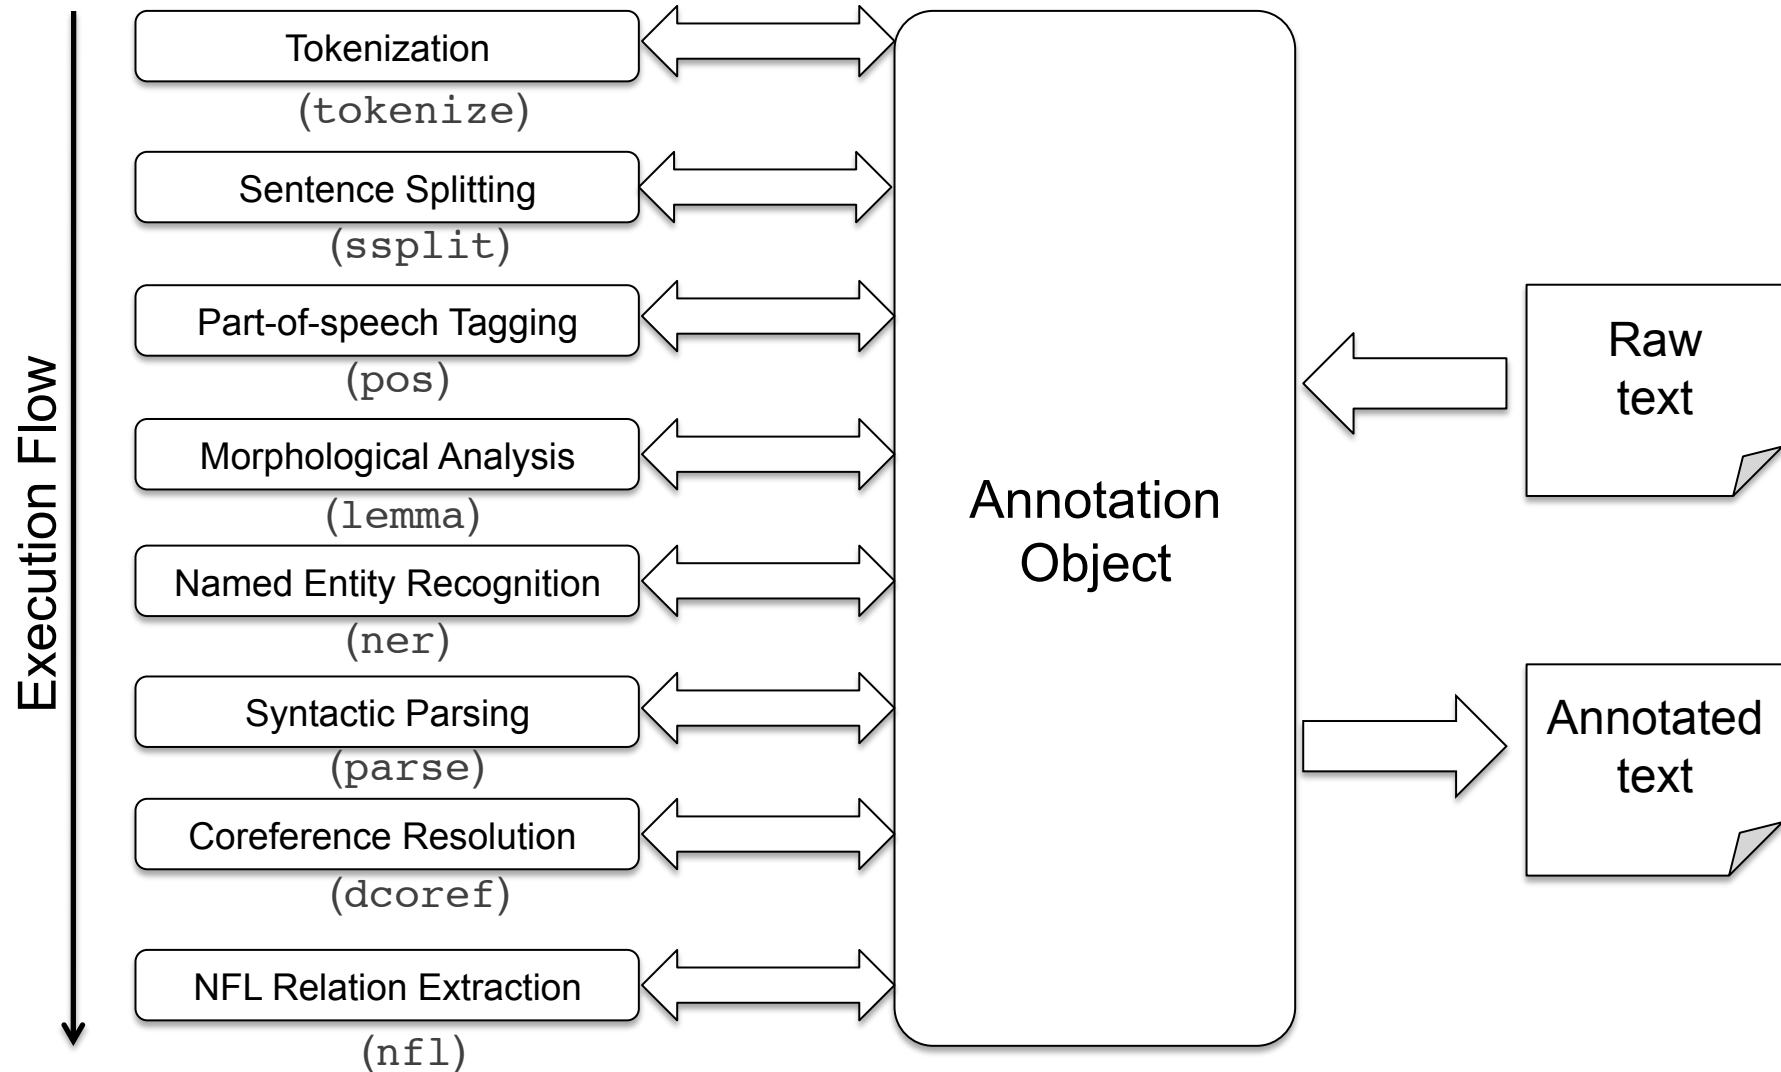 Execution Flow
Tokenization
(tokenize)
Sentence Splitting
(ssplit)
Part-of-speech Tagging
(pos)
Morphological Analysis
(lemma)
Named Entity Recognition
(ner)
Syntactic Parsing
(parse)
Coreference Resolution
(dcoref)
NFL Relation Extraction
(nfl)
Annotation
Object
Raw
text
Annotated
text